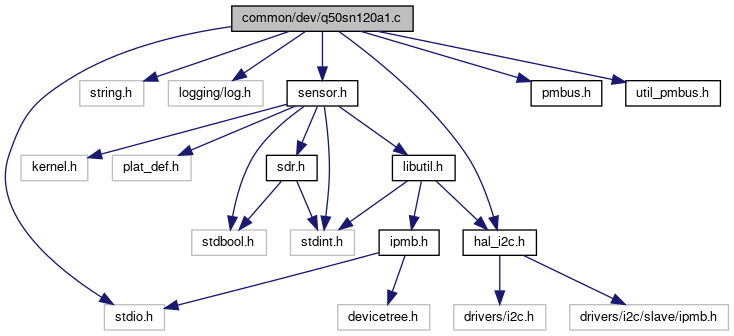 common/dev/q50sn120a1.c
string.h
logging/log.h
sensor.h
pmbus.h
util_pmbus.h
kernel.h
plat_def.h
sdr.h
libutil.h
stdbool.h
stdint.h
ipmb.h
hal_i2c.h
stdio.h
devicetree.h
drivers/i2c.h
drivers/i2c/slave/ipmb.h